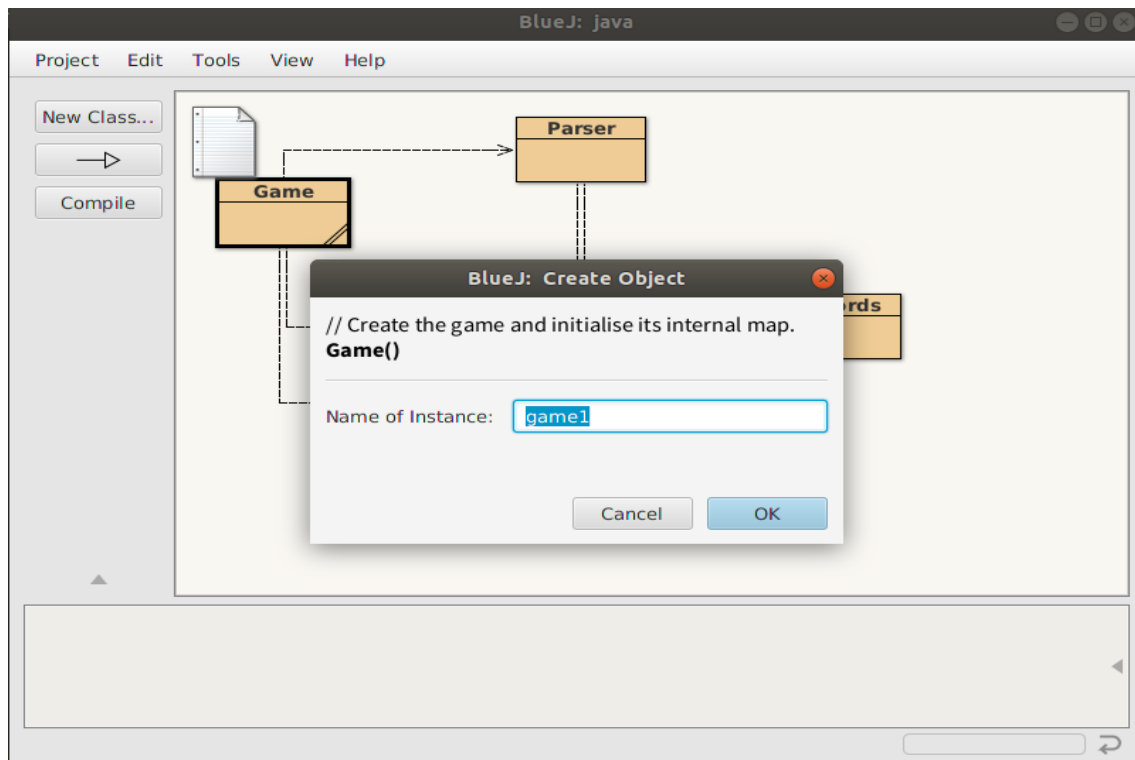 BlueJ: java
Project Edit Tools View Help
New Class...
Compile
Parser
Game
BlueJ: Create Object
// Create the game and initialise its internal map.
Game()
Name of Instance: game1
Cancel OK